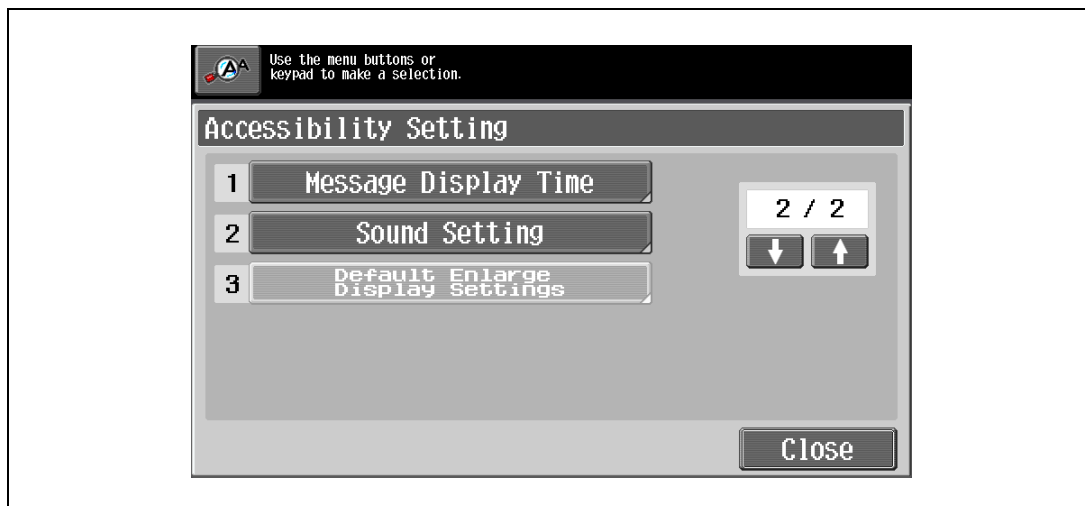 Use the menu buttons or
keypad to make a selection.
Accessibility Setting
1 Message Display Time
2 / 2
2 Sound Setting
3 Default Enlarge
Display Settings
Close